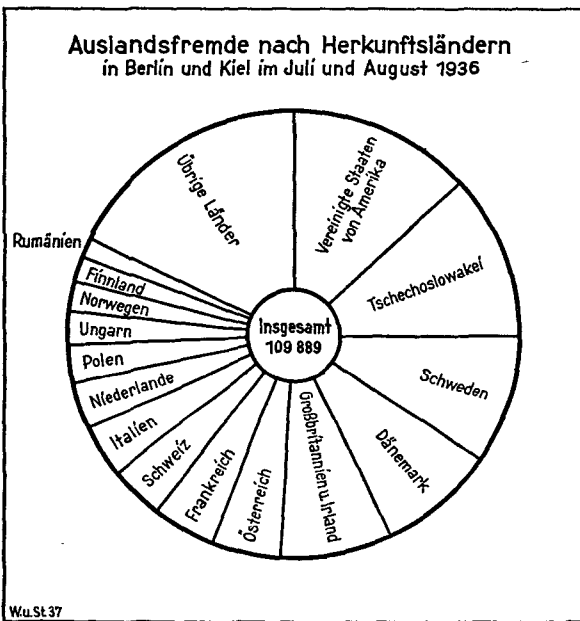 Auslandsfremde nach Herkunftsländern
in Berlin und Kiel im Juli und August 1936
Vereinigte Staaten
von Amerika
Tschechoslowakei
Schweden
Dänemark
Großbritannien u. Irland
Österreich
Frankreich
Schweiz
Italien
Niederlande
Polen
Ungarn
Norwegen
Finnland
Rumänien
Übrige Länder
Insgesamt
109 889
W.u.St.37